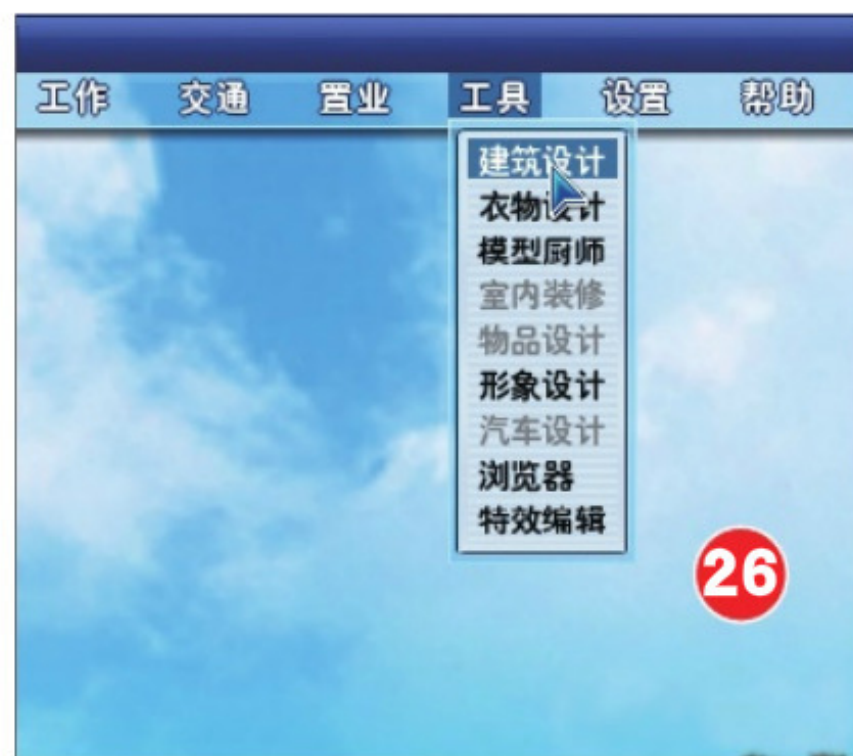 工作 交通 置业 工具 设置 帮助
建筑设计
衣物设计
模型厨师
室内装修
物品设计
形象设计
汽车设计
浏览器
特效编辑
26